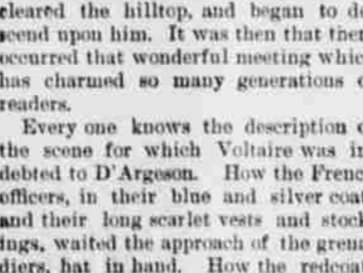 cleared the hilltop, and began to de
scend upon him. It was then that ther
occurred that wonderful meeting whic
has charmed so many generations o
readers.
Every one knows the description o
the scene for which Voltaire was in
debted to D'Argeson. How the Frenc
officers, in their blue and silver coat
and their long scarlet vests and stock
ings, waited the approach of the grena
diers, hat in hand. How the redcoa